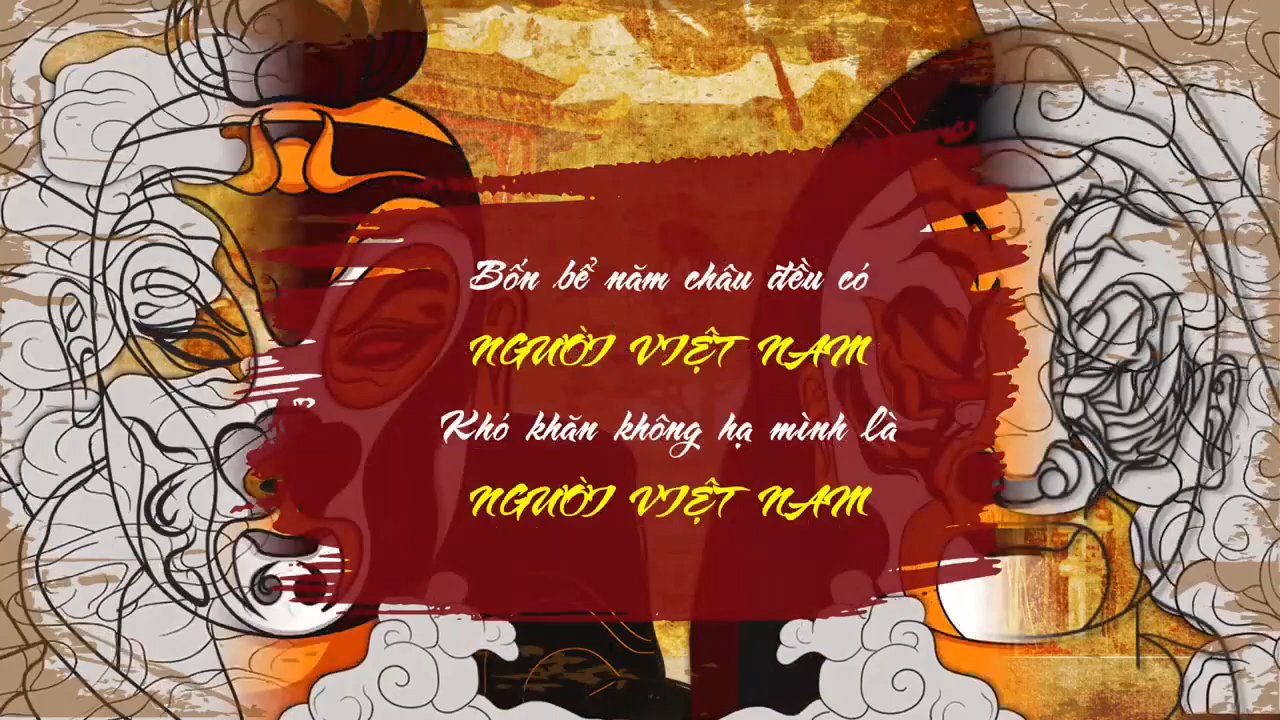 Bốn bể năm châu đều có
NGƯỜI VIỆT NAM
Khó khăn không hạ mình là
NGƯỜI VIỆT NAM